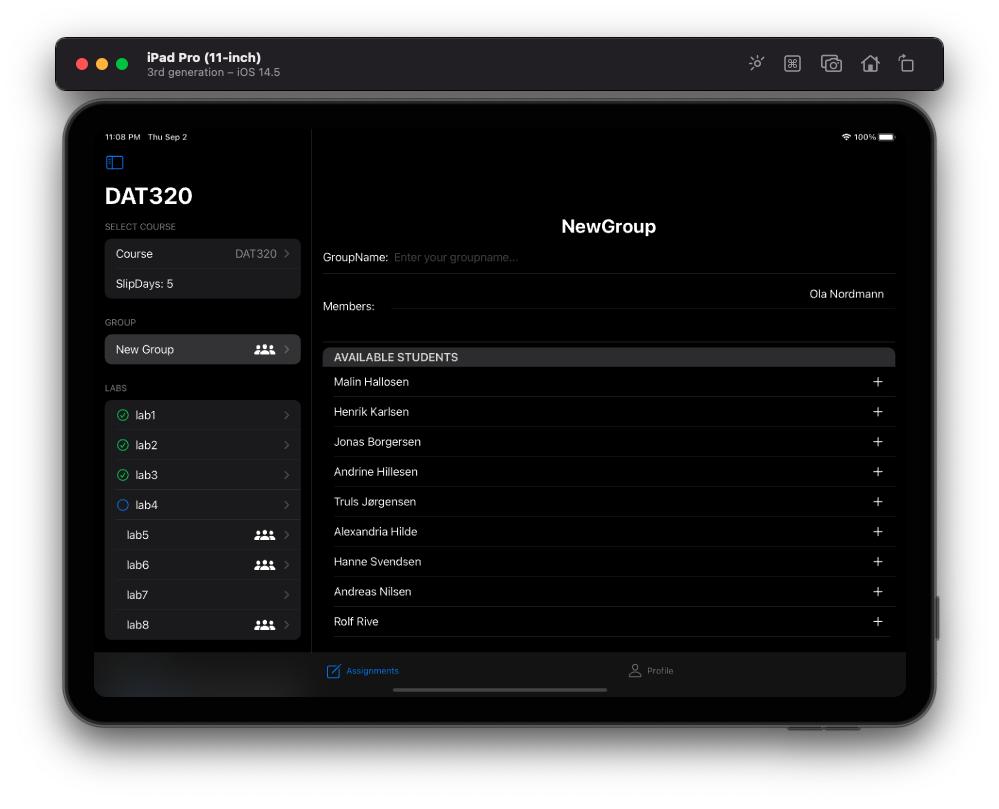 iPad Pro (11-inch)
3rd generation – iOS 14.5
11:08 PM Thu Sep 2
100%
DAT320
SELECT COURSE
Course DAT320
SlipDays: 5
GROUP
New Group
LABS
lab1
lab2
lab3
lab4
lab5
lab6
lab7
lab8
NewGroup
GroupName: Enter your groupname...
Ola Nordmann
Members:
AVAILABLE STUDENTS
Malin Hallosen
Henrik Karlsen
Jonas Borgersen
Andrine Hillesen
Truls Jørgensen
Alexandria Hilde
Hanne Svendsen
Andreas Nilsen
Rolf Rive
Assignments
Profile